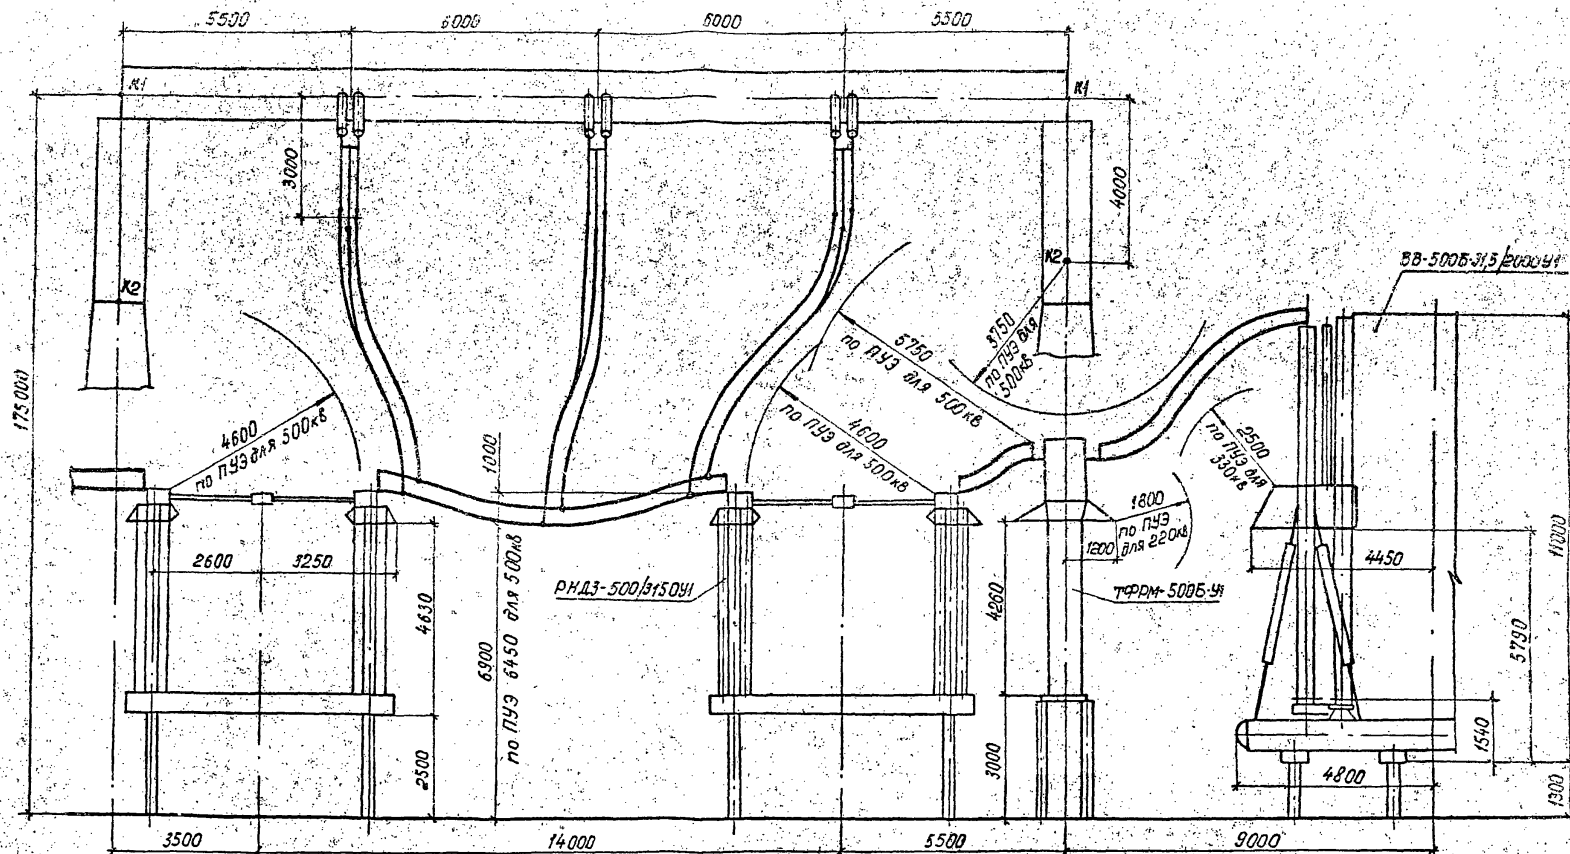 5500
6000
6000
5500
К1
К1
3000
4000
К2
К2
ВВ-500Б-31,5/2000У1
3750
по ПУЭ для
500кв
5750
по ПУЭ для 500кв
17500
4600
по ПУЭ для 500кв
4600
по ПУЭ для 500кв
2500
по ПУЭ для
330кв
1000
1800
по ПУЭ
для 220кв
1200
2600
3250
4450
11000
РНДЗ-500/3150У1
ТФРМ-500Б-У1
4630
6900
по ПУЭ 6450 для 500кв
4260
5790
2500
3000
1540
4800
1300
3500
14000
5500
9000